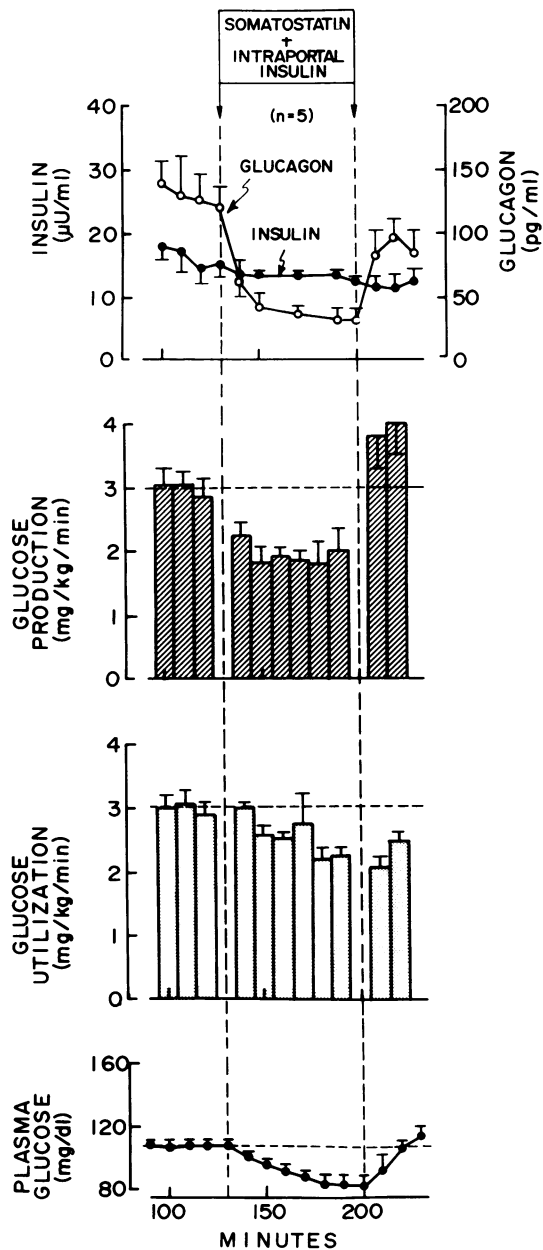 SOMATOSTATIN
+
INTRAPORTAL
INSULIN
(n=5)
40
30
20
10
0
INSULIN
(μU/ml)
200
150
100
50
0
GLUCAGON
(pg/ml)
GLUCAGON
INSULIN
4
3
2
1
0
GLUCOSE
PRODUCTION
(mg/kg/min)
4
3
2
1
0
GLUCOSE
UTILIZATION
(mg/kg/min)
160
120
80
PLASMA
GLUCOSE
(mg/dl)
100 150 200
MINUTES